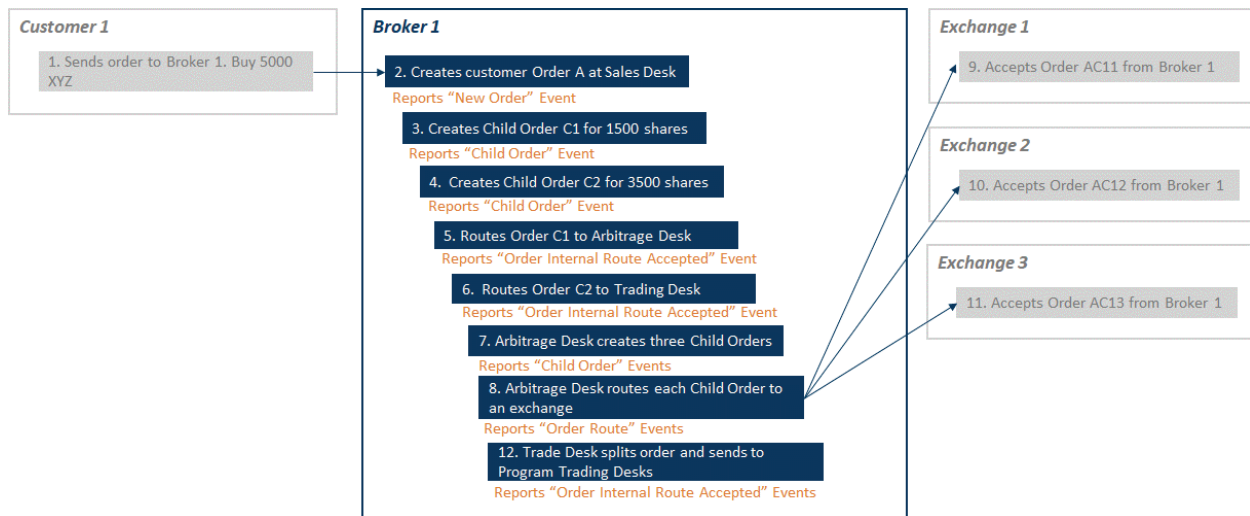 Customer 1
1. Sends order to Broker 1. Buy 5000
XYZ
Broker 1
2. Creates customer Order A at Sales Desk
Reports “New Order” Event
3. Creates Child Order C1 for 1500 shares
Reports “Child Order” Event
4. Creates Child Order C2 for 3500 shares
Reports “Child Order” Event
5. Routes Order C1 to Arbitrage Desk
Reports “Order Internal Route Accepted” Event
6. Routes Order C2 to Trading Desk
Reports “Order Internal Route Accepted” Event
7. Arbitrage Desk creates three Child Orders
Reports “Child Order” Events
8. Arbitrage Desk routes each Child Order to
an exchange
Reports “Order Route” Events
12. Trade Desk splits order and sends to
Program Trading Desks
Reports “Order Internal Route Accepted” Events
Exchange 1
9. Accepts Order AC11 from Broker 1
Exchange 2
10. Accepts Order AC12 from Broker 1
Exchange 3
11. Accepts Order AC13 from Broker 1